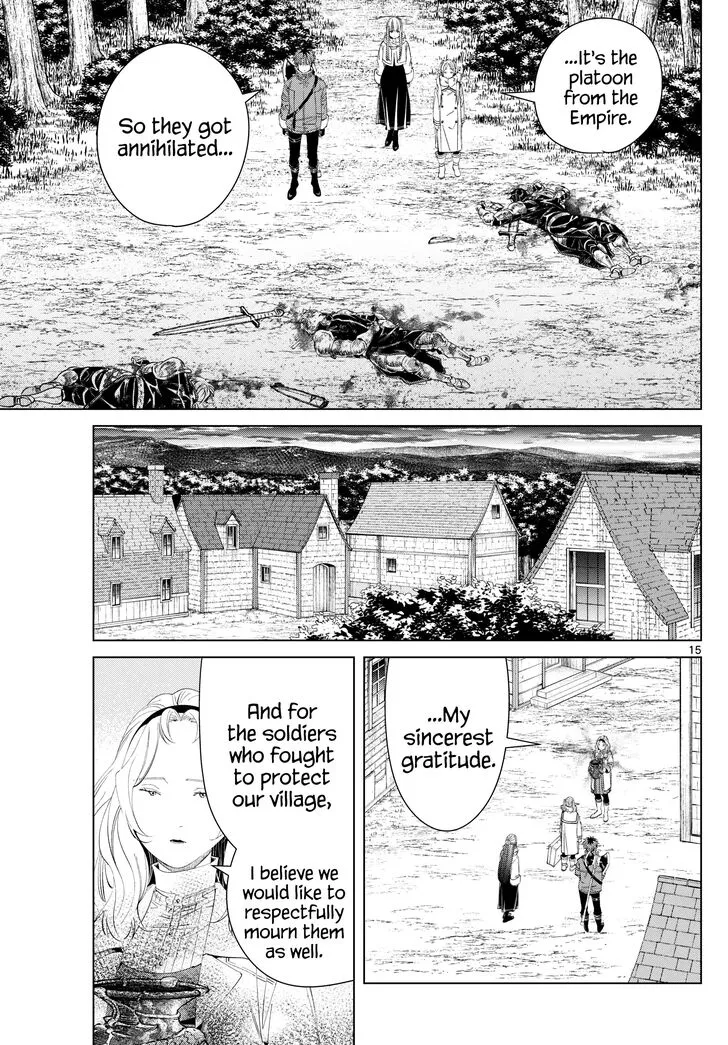 ...It's the
platoon
from the
Empire.
So they got
annihilated...
15
...My
sincerest
gratitude.
And for
the soldiers
who fought
to protect
our village,
I believe we
would like to
respectfully
mourn them
as well.